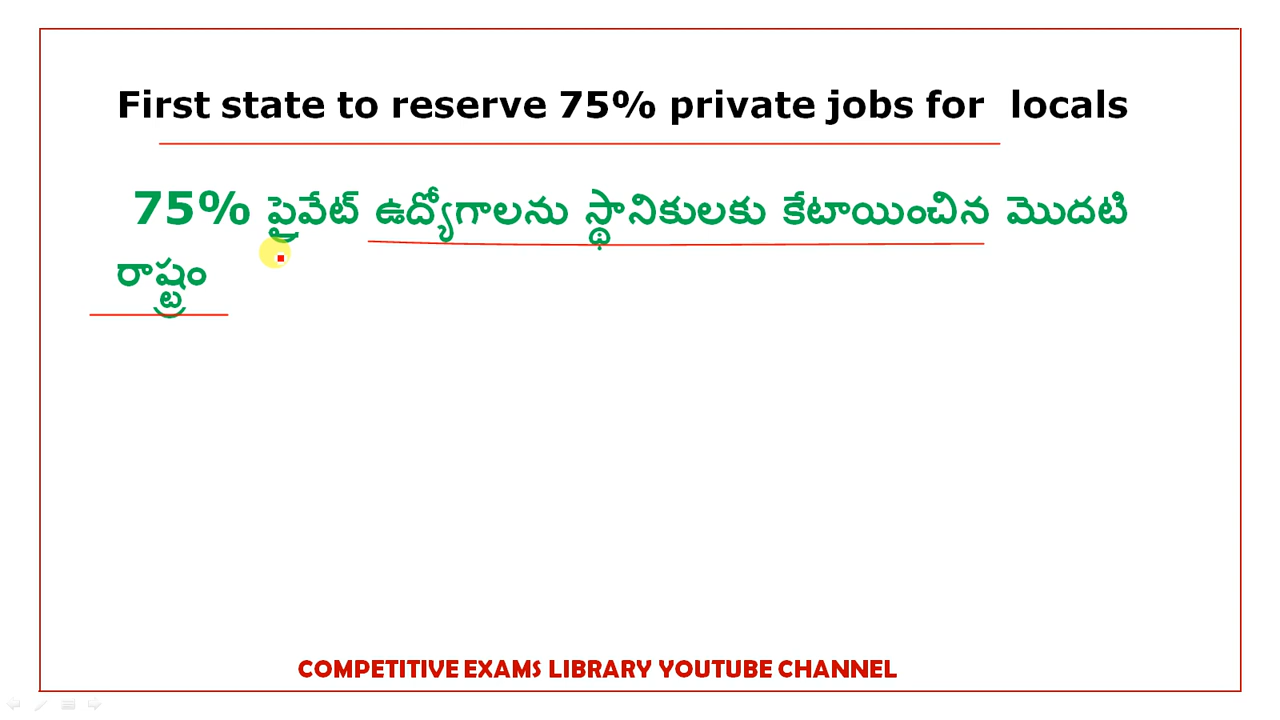 First state to reserve 75% private jobs for locals
75% పైవేట్ ఉద్యోగాలను స్థానికులకు కేటాయించిన మొదటి
రాష్ట్రం
COMPETITIVE EXAMS LIBRARY YOUTUBE CHANNEL